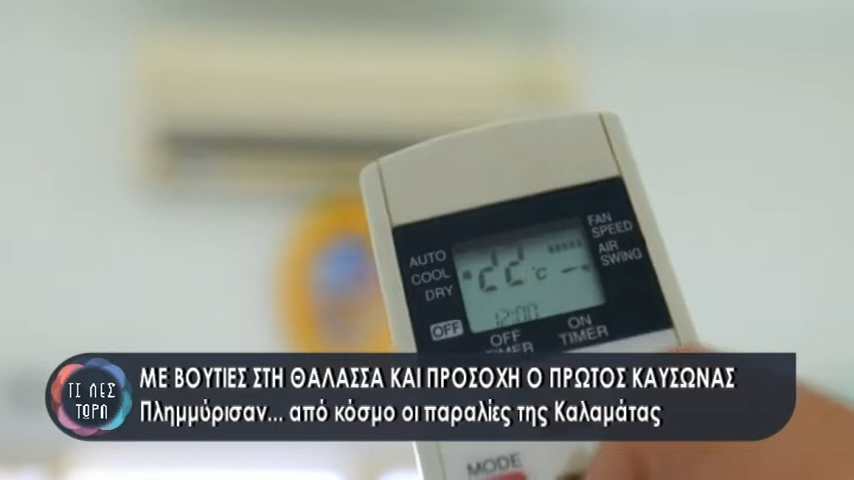 FAN
SPEED
AIR
SWING
AUTO
COOL
DRY
22°C
12:00
OFF
OFF
TIMER
ON
TIMER
ΤΙ ΛΕΣ
ΤΩΡΑ
ΜΕ ΒΟΥΤΙΕΣ ΣΤΗ ΘΑΛΑΣΣΑ ΚΑΙ ΠΡΟΣΟΧΗ Ο ΠΡΩΤΟΣ ΚΑΥΣΩΝΑΣ
Πλημμύρισαν... από κόσμο οι παραλίες της Καλαμάτας
MODE